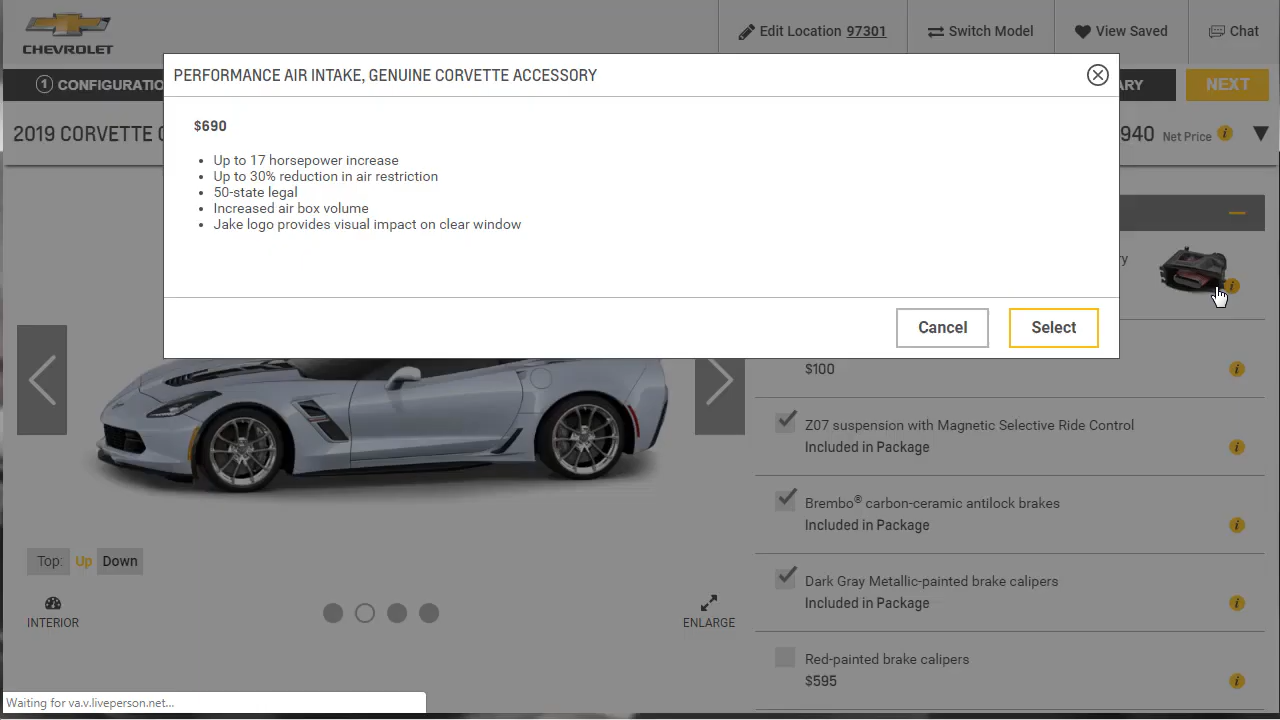 CHEVROLET
Edit Location 97301
Switch Model
View Saved
Chat
1 CONFIGURATIO
ARY
NEXT
2019 CORVETTE
940 Net Price i
PERFORMANCE AIR INTAKE, GENUINE CORVETTE ACCESSORY
$690
• Up to 17 horsepower increase
• Up to 30% reduction in air restriction
• 50-state legal
• Increased air box volume
• Jake logo provides visual impact on clear window
Cancel
Select
ry
i
$100
i
Z07 suspension with Magnetic Selective Ride Control
Included in Package
i
Brembo® carbon-ceramic antilock brakes
Included in Package
i
Dark Gray Metallic-painted brake calipers
Included in Package
i
Red-painted brake calipers
$595
i
Top: Up Down
INTERIOR
ENLARGE
Waiting for va.v.liveperson.net...